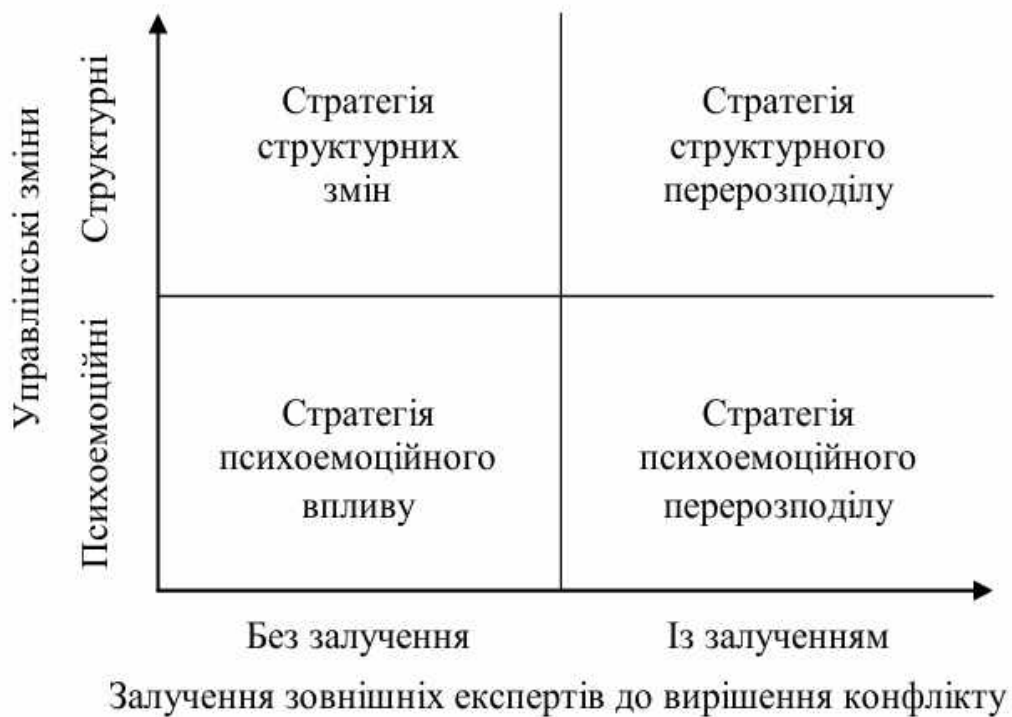 Управлінські зміни
Структурні
Психоемоційні
Стратегія
структурних
змін
Стратегія
структурного
перерозподілу
Стратегія
психоемоційного
впливу
Стратегія
психоемоційного
перерозподілу
Без залучення
Із залученням
Залучення зовнішніх експертів до вирішення конфлікту